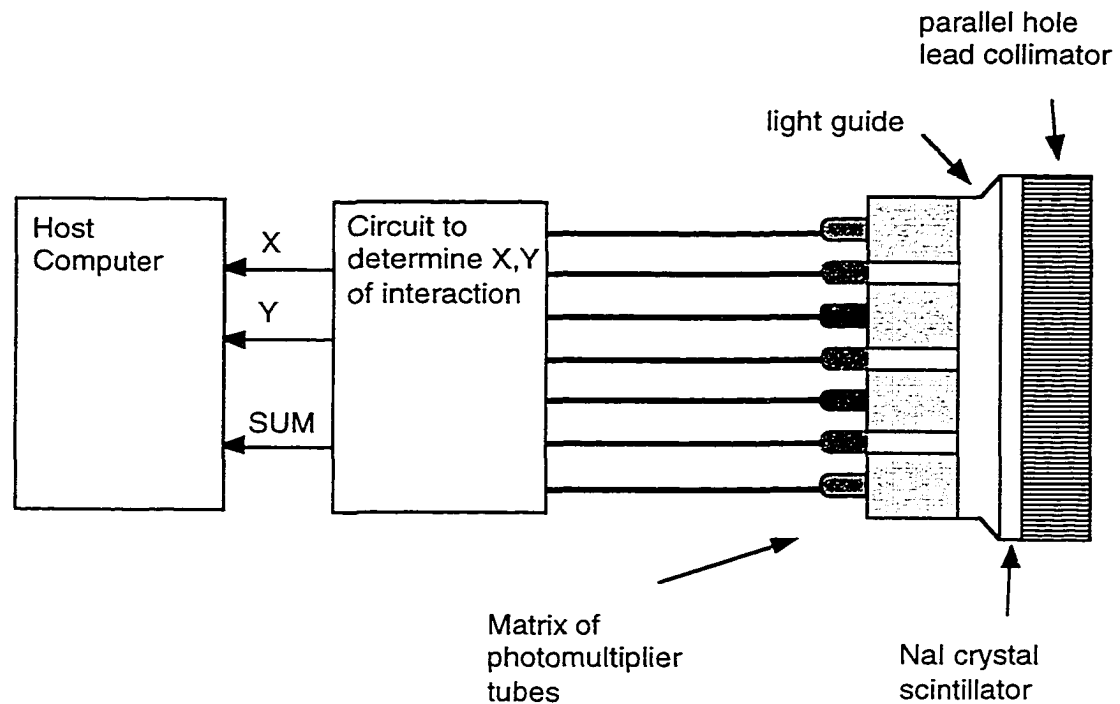 parallel hole
lead collimator
light guide
Host
Computer
X
Y
SUM
Circuit to
determine X,Y
of interaction
Matrix of
photomultiplier
tubes
NaI crystal
scintillator